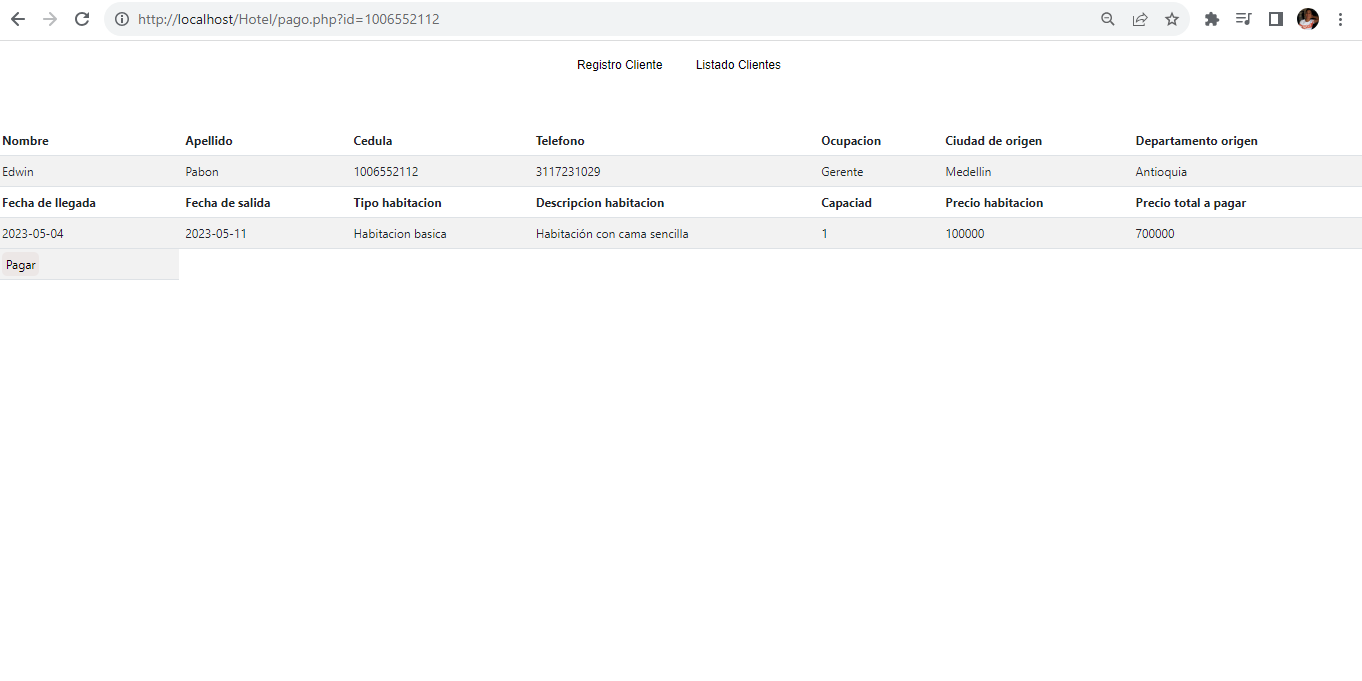 http://localhost/Hotel/pago.php?id=1006552112
Registro Cliente Listado Clientes
Nombre Apellido Cedula Telefono Ocupacion Ciudad de origen Departamento origen
Edwin Pabon 1006552112 3117231029 Gerente Medellin Antioquia
Fecha de llegada Fecha de salida Tipo habitacion Descripcion habitacion Capaciad Precio habitacion Precio total a pagar
2023-05-04 2023-05-11 Habitacion basica Habitación con cama sencilla 1 100000 700000
Pagar